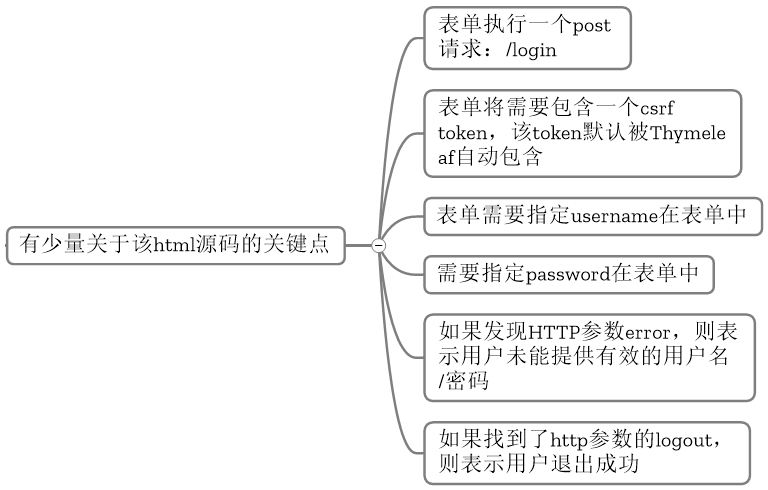 有少量关于该html源码的关键点
表单执行一个post
请求：/login
表单将需要包含一个csrf
token，该token默认被Thymele
af自动包含
表单需要指定username在表单中
需要指定password在表单中
如果发现HTTP参数error，则表
示用户未能提供有效的用户名
/密码
如果找到了http参数的logout，
则表示用户退出成功